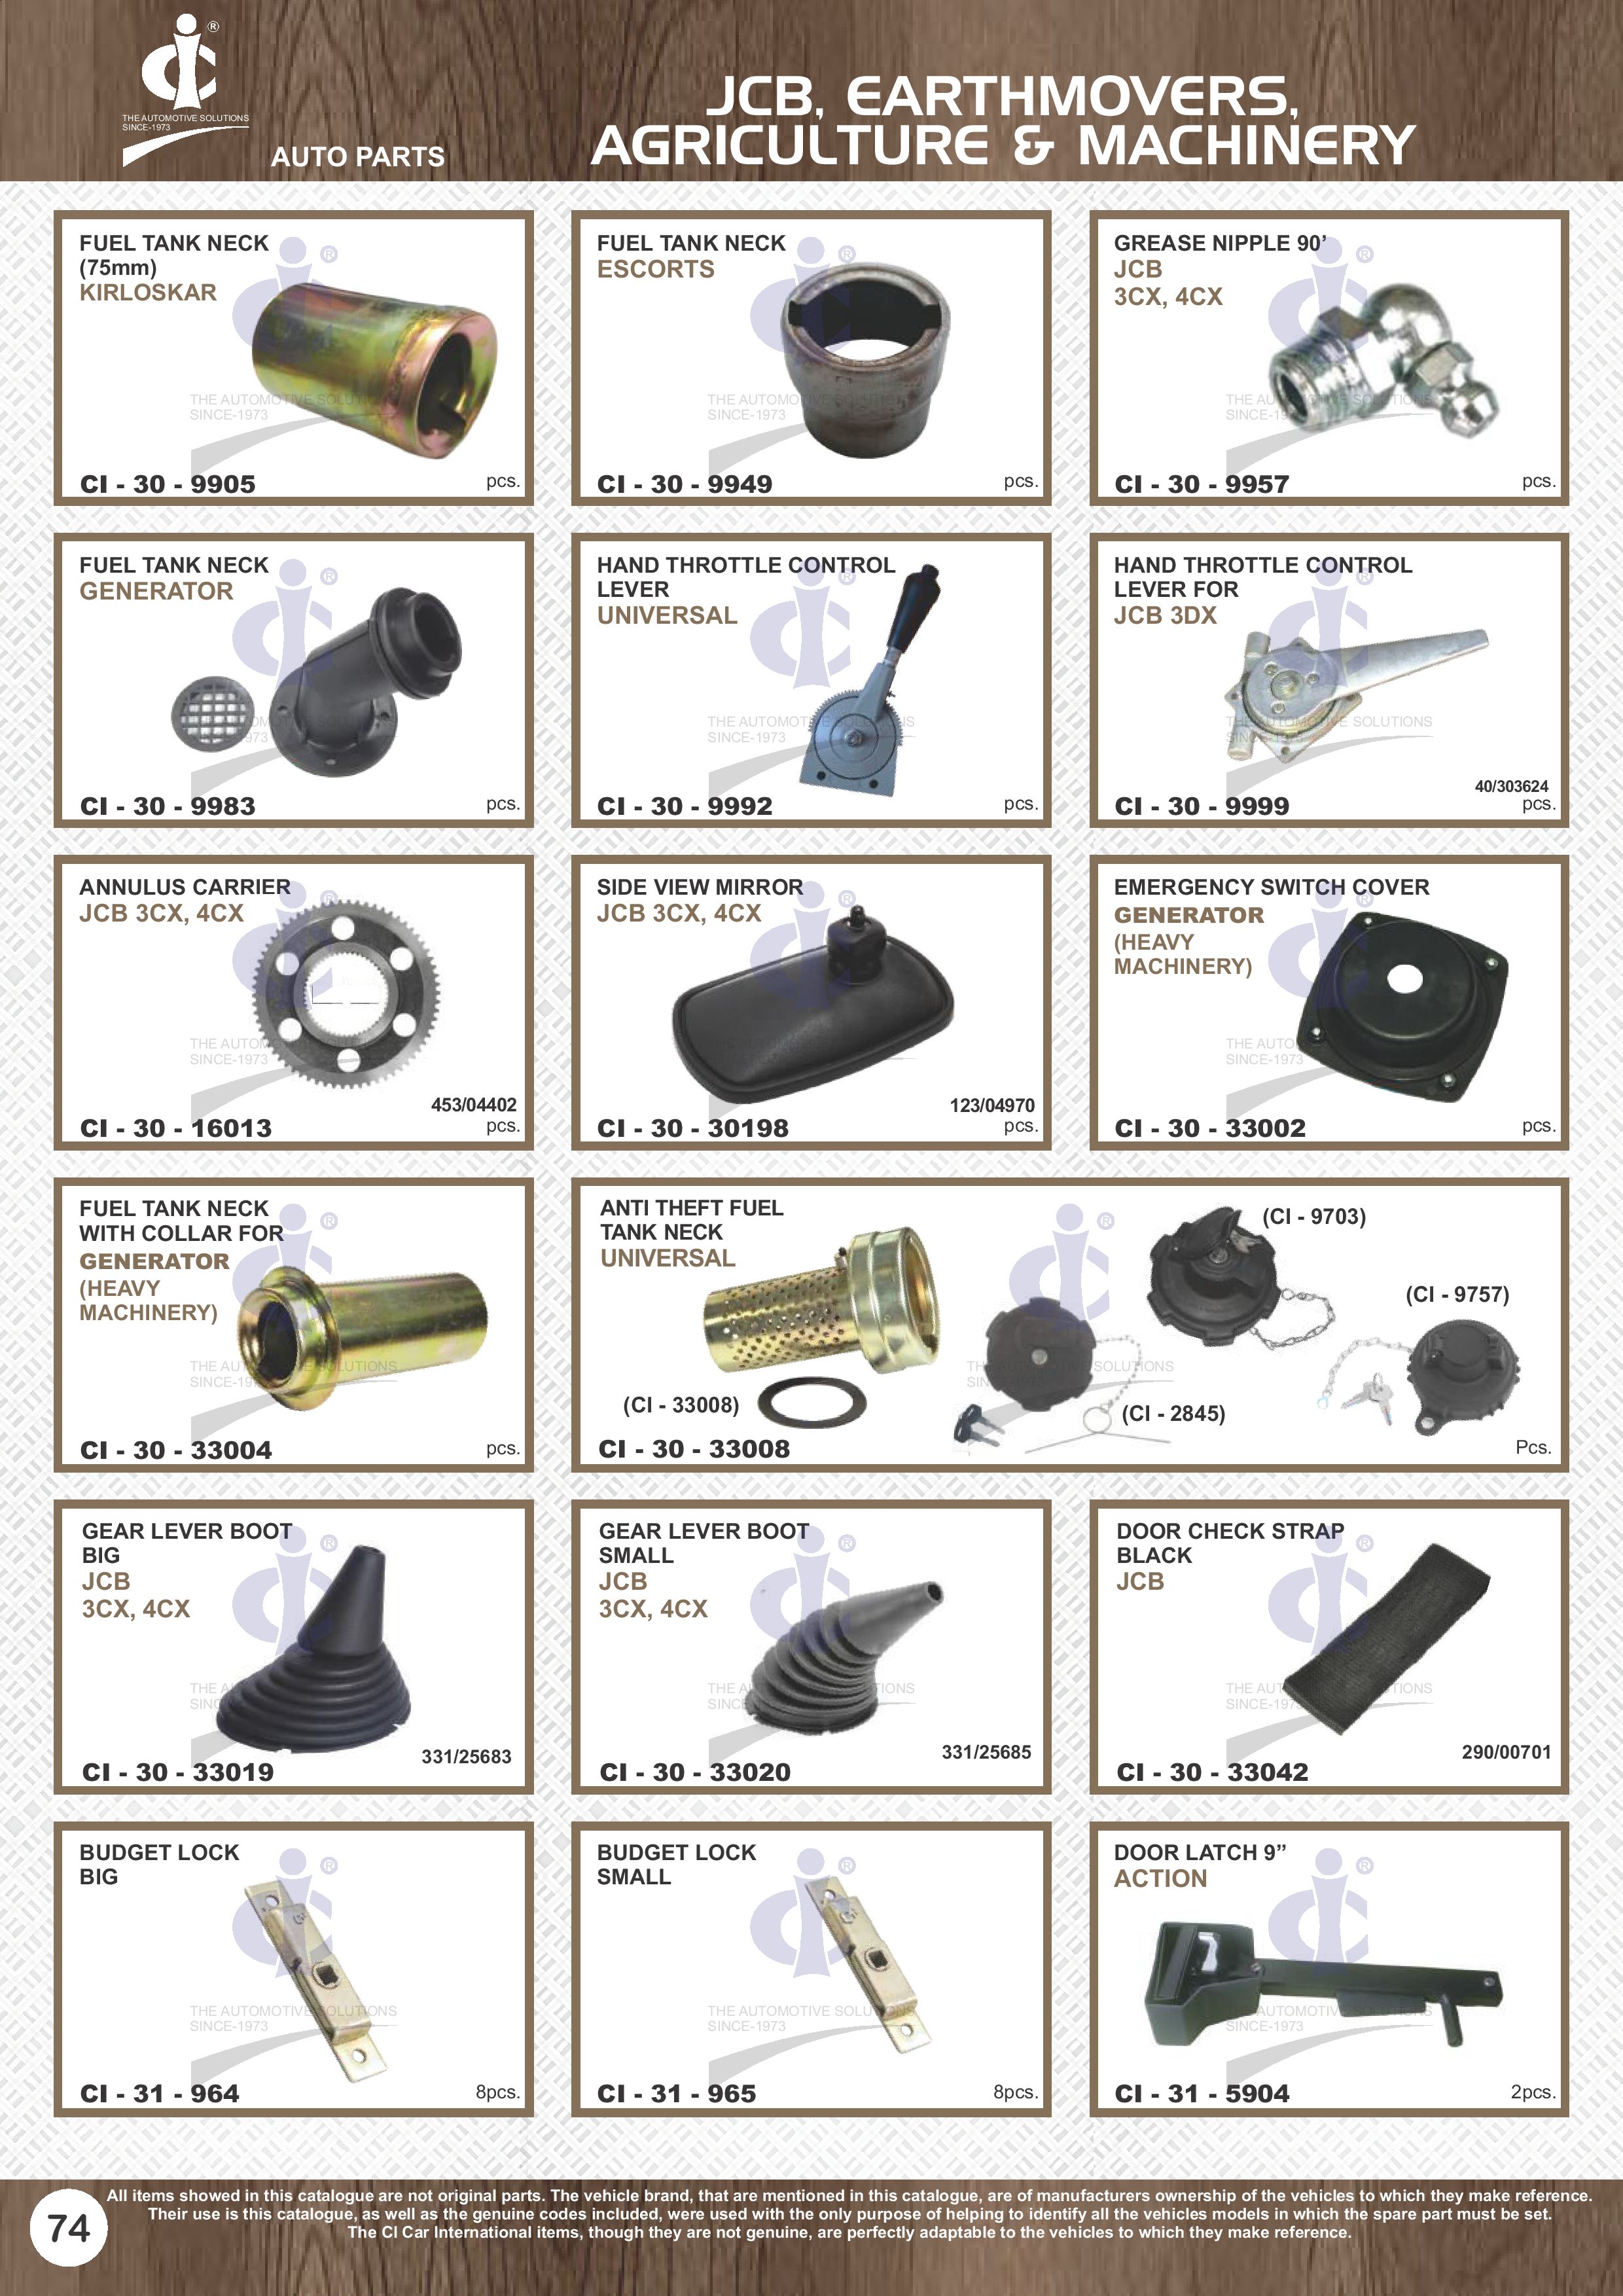 ®
THE AUTOMOTIVE SOLUTIONS
SINCE-1973
AUTO PARTS
JCB, EARTHMOVERS,
AGRICULTURE & MACHINERY
FUEL TANK NECK
(75mm)
KIRLOSKAR
CI - 30 - 9905
pcs.
FUEL TANK NECK
ESCORTS
CI - 30 - 9949
pcs.
GREASE NIPPLE 90’
JCB
3CX, 4CX
CI - 30 - 9957
pcs.
FUEL TANK NECK
GENERATOR
CI - 30 - 9983
pcs.
HAND THROTTLE CONTROL
LEVER
UNIVERSAL
CI - 30 - 9992
pcs.
HAND THROTTLE CONTROL
LEVER FOR
JCB 3DX
40/303624
CI - 30 - 9999
pcs.
ANNULUS CARRIER
JCB 3CX, 4CX
453/04402
CI - 30 - 16013
pcs.
SIDE VIEW MIRROR
JCB 3CX, 4CX
123/04970
CI - 30 - 30198
pcs.
EMERGENCY SWITCH COVER
GENERATOR
(HEAVY
MACHINERY)
CI - 30 - 33002
pcs.
FUEL TANK NECK
WITH COLLAR FOR
GENERATOR
(HEAVY
MACHINERY)
CI - 30 - 33004
pcs.
ANTI THEFT FUEL
TANK NECK
UNIVERSAL
(CI - 9703)
(CI - 9757)
(CI - 33008)
(CI - 2845)
CI - 30 - 33008
Pcs.
GEAR LEVER BOOT
BIG
JCB
3CX, 4CX
331/25683
CI - 30 - 33019
GEAR LEVER BOOT
SMALL
JCB
3CX, 4CX
331/25685
CI - 30 - 33020
DOOR CHECK STRAP
BLACK
JCB
290/00701
CI - 30 - 33042
BUDGET LOCK
BIG
CI - 31 - 964
8pcs.
BUDGET LOCK
SMALL
CI - 31 - 965
8pcs.
DOOR LATCH 9”
ACTION
CI - 31 - 5904
2pcs.
74
All items showed in this catalogue are not original parts. The vehicle brand, that are mentioned in this catalogue, are of manufacturers ownership of the vehicles to which they make reference.
Their use is this catalogue, as well as the genuine codes included, were used with the only purpose of helping to identify all the vehicles models in which the spare part must be set.
The CI Car International items, though they are not genuine, are perfectly adaptable to the vehicles to which they make reference.